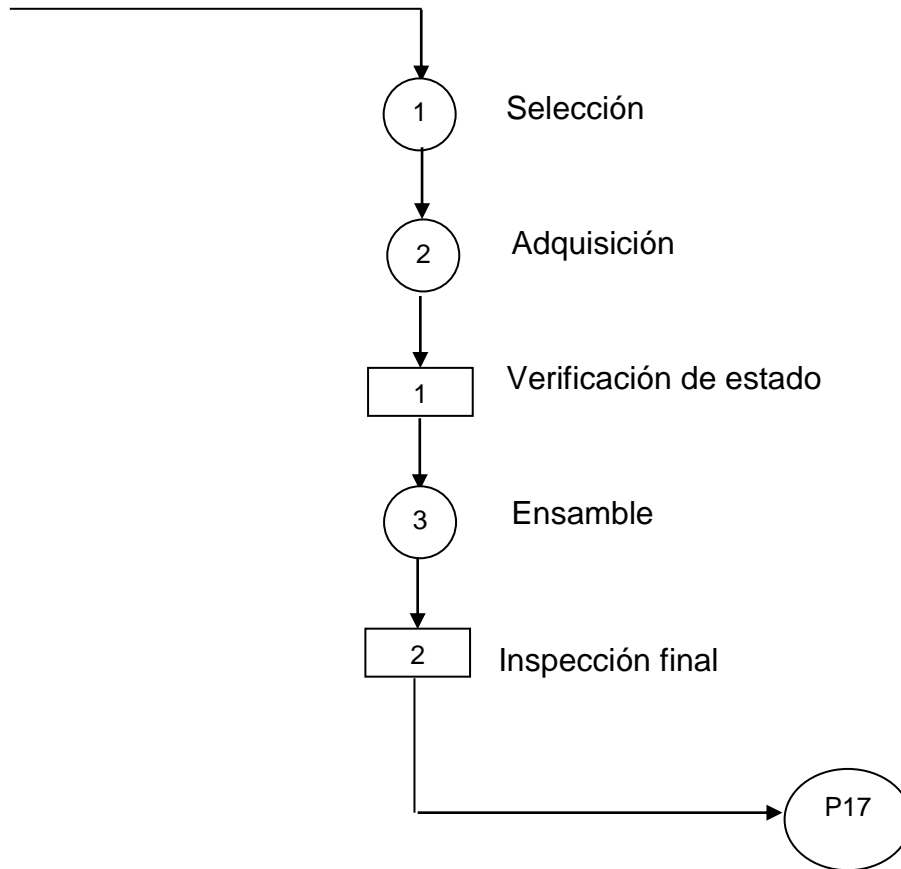 1 Selección
2 Adquisición
1 Verificación de estado
3 Ensamble
2 Inspección final
P17